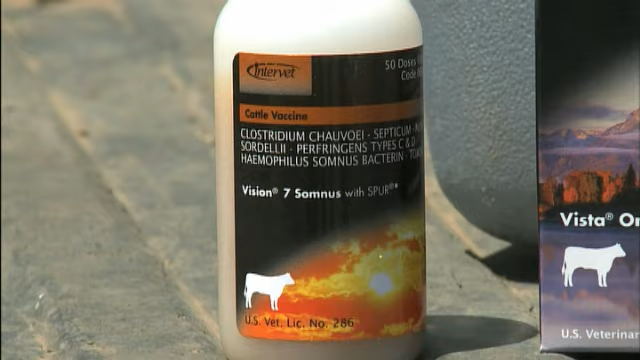 Intervet
50 Doses
Code
Cattle Vaccine
CLOSTRIDIUM CHAUVOEI - SEPTICUM -
SORDELLII - PERFRINGENS TYPES C & D
HAEMOPHILUS SOMNUS BACTERIN -
Vision® 7 Somnus with SPUR®*
U.S. Vet. Lic. No. 286
Vista®
U.S. Veterinar